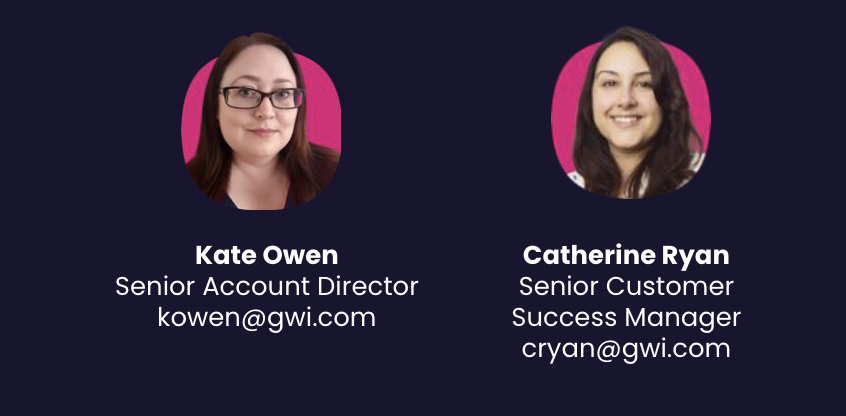 Kate Owen
Senior Account Director
kowen@gwi.com
Catherine Ryan
Senior Customer
Success Manager
cryan@gwi.com